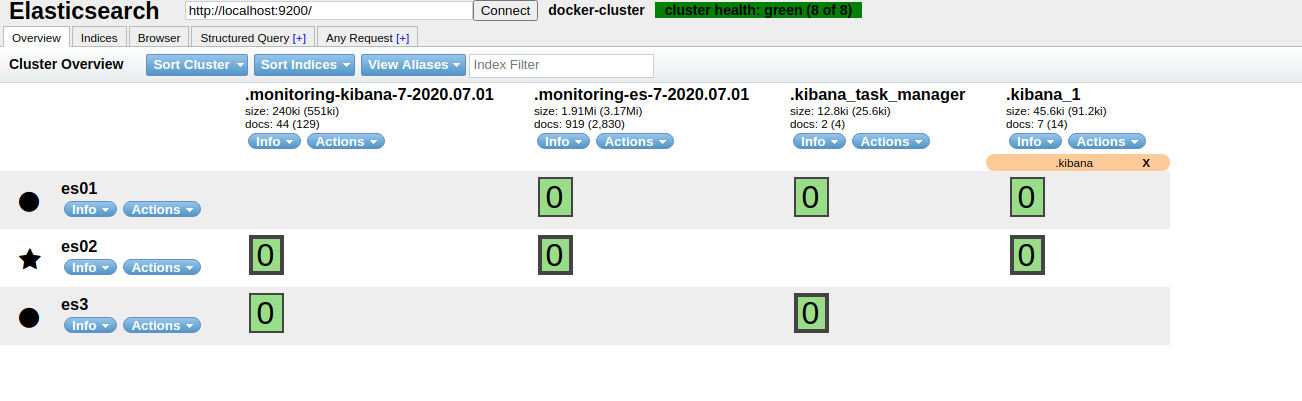 Elasticsearch http://localhost:9200/ Connect docker-cluster cluster health: green (8 of 8)
Overview Indices Browser Structured Query [+] Any Request [+]
Cluster Overview Sort Cluster Sort Indices View Aliases Index Filter
.monitoring-kibana-7-2020.07.01 .monitoring-es-7-2020.07.01 .kibana_task_manager .kibana_1
size: 240ki (551ki) size: 1.91Mi (3.17Mi) size: 12.8ki (25.6ki) size: 45.6ki (91.2ki)
docs: 44 (129) docs: 919 (2,830) docs: 2 (4) docs: 7 (14)
Info Actions Info Actions Info Actions Info Actions
.kibana X
es01 0 0 0
Info Actions
es02 0 0 0
Info Actions
es3 0 0
Info Actions